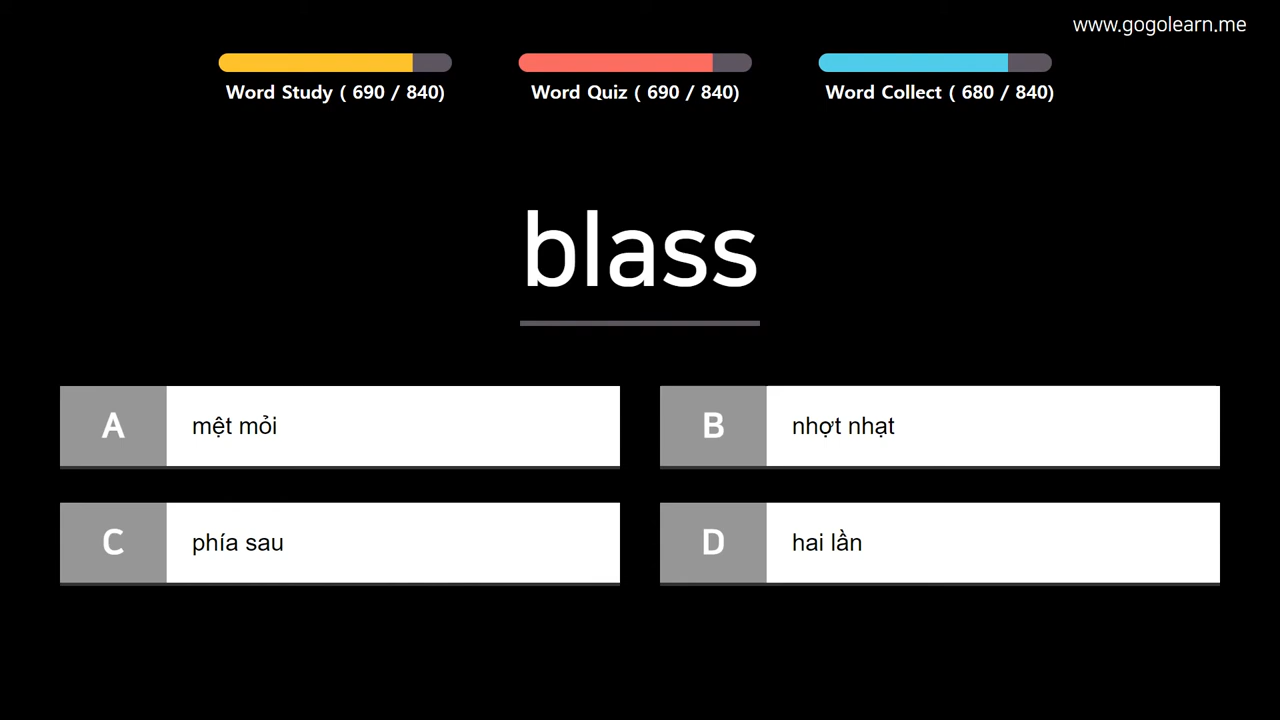 www.gogolearn.me
Word Study ( 690 / 840)
Word Quiz ( 690 / 840)
Word Collect ( 680 / 840)
blass
A mệt mỏi
B nhợt nhạt
C phía sau
D hai lần